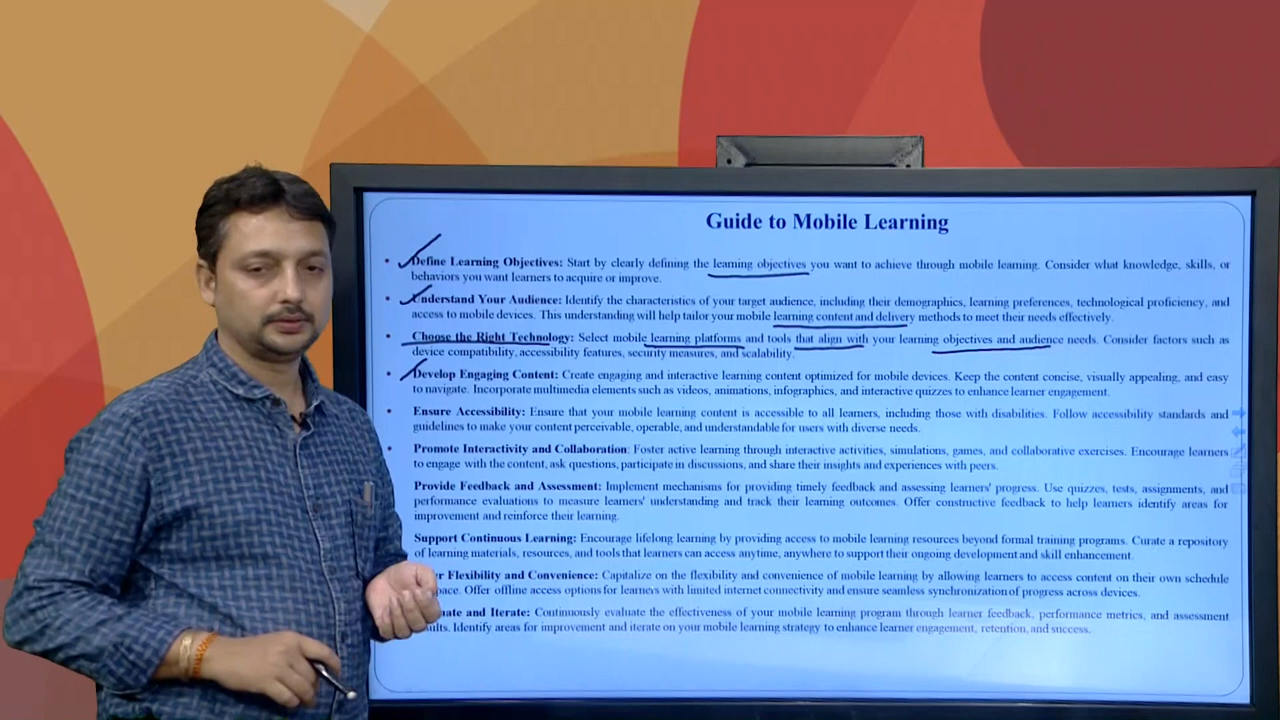 Guide to Mobile Learning
• Define Learning Objectives: Start by clearly defining the learning objectives you want to achieve through mobile learning. Consider what knowledge, skills, or
behaviors you want learners to acquire or improve.
• Understand Your Audience: Identify the characteristics of your target audience, including their demographics, learning preferences, technological proficiency, and
access to mobile devices. This understanding will help tailor your mobile learning content and delivery methods to meet their needs effectively.
• Choose the Right Technology: Select mobile learning platforms and tools that align with your learning objectives and audience needs. Consider factors such as
device compatibility, accessibility features, security measures, and scalability.
• Develop Engaging Content: Create engaging and interactive learning content optimized for mobile devices. Keep the content concise, visually appealing, and easy
to navigate. Incorporate multimedia elements such as videos, animations, infographics, and interactive quizzes to enhance learner engagement.
• Ensure Accessibility: Ensure that your mobile learning content is accessible to all learners, including those with disabilities. Follow accessibility standards and
guidelines to make your content perceivable, operable, and understandable for users with diverse needs.
• Promote Interactivity and Collaboration: Foster active learning through interactive activities, simulations, games, and collaborative exercises. Encourage learners
to engage with the content, ask questions, participate in discussions, and share their insights and experiences with peers.
Provide Feedback and Assessment: Implement mechanisms for providing timely feedback and assessing learners' progress. Use quizzes, tests, assignments, and
performance evaluations to measure learners' understanding and track their learning outcomes. Offer constructive feedback to help learners identify areas for
improvement and reinforce their learning.
Support Continuous Learning: Encourage lifelong learning by providing access to mobile learning resources beyond formal training programs. Curate a repository
of learning materials, resources, and tools that learners can access anytime, anywhere to support their ongoing development and skill enhancement.
Flexibility and Convenience: Capitalize on the flexibility and convenience of mobile learning by allowing learners to access content on their own schedule
pace. Offer offline access options for learners with limited internet connectivity and ensure seamless synchronization of progress across devices.
and Iterate: Continuously evaluate the effectiveness of your mobile learning program through learner feedback, performance metrics, and assessment
Identify areas for improvement and iterate on your mobile learning strategy to enhance learner engagement, retention, and success.